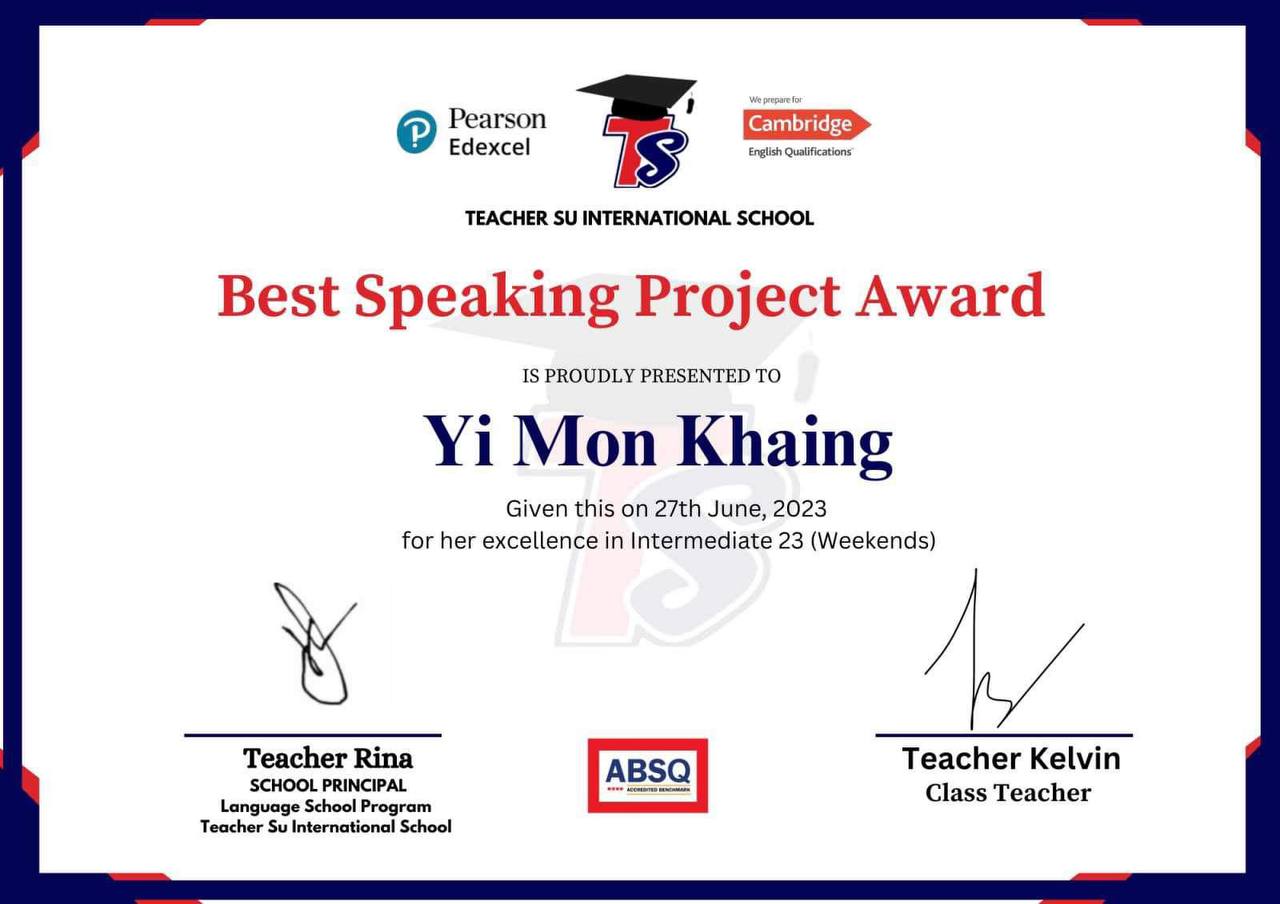 Pearson
Edexcel
TS
We prepare for
Cambridge
English Qualifications
TEACHER SU INTERNATIONAL SCHOOL
Best Speaking Project Award
IS PROUDLY PRESENTED TO
Yi Mon Khaing
Given this on 27th June, 2023
for her excellence in Intermediate 23 (Weekends)
Teacher Rina
SCHOOL PRINCIPAL
Language School Program
Teacher Su International School
ABSQ
ACCREDITED BENCHMARK
Teacher Kelvin
Class Teacher